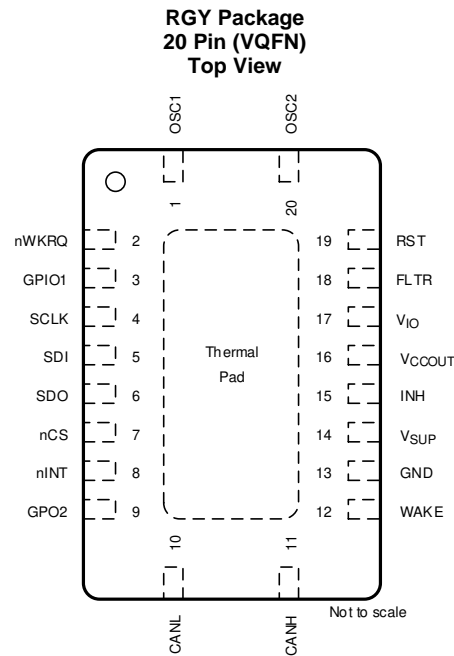 RGY Package
20 Pin (VQFN)
Top View
OSC1
OSC2
1
20
nWKRQ 2
19 RST
GPIO1 3
18 FLTR
SCLK 4
17 VIO
SDI 5
Thermal
Pad
16 VCCOUT
SDO 6
15 INH
nCS 7
14 VSUP
nINT 8
13 GND
GPO2 9
12 WAKE
10
11
CANL
CANH
Not to scale